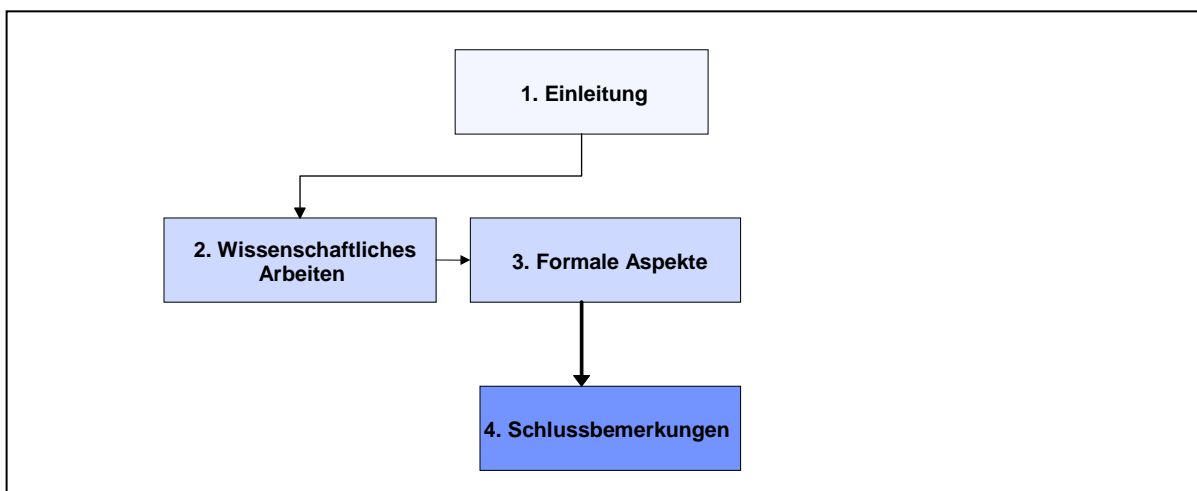 1. Einleitung
2. Wissenschaftliches
Arbeiten
3. Formale Aspekte
4. Schlussbemerkungen